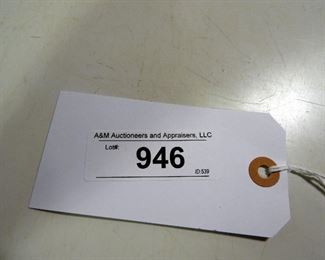 A&M Auctioneers and Appraisers, LLC
Lot#:
946
ID:539